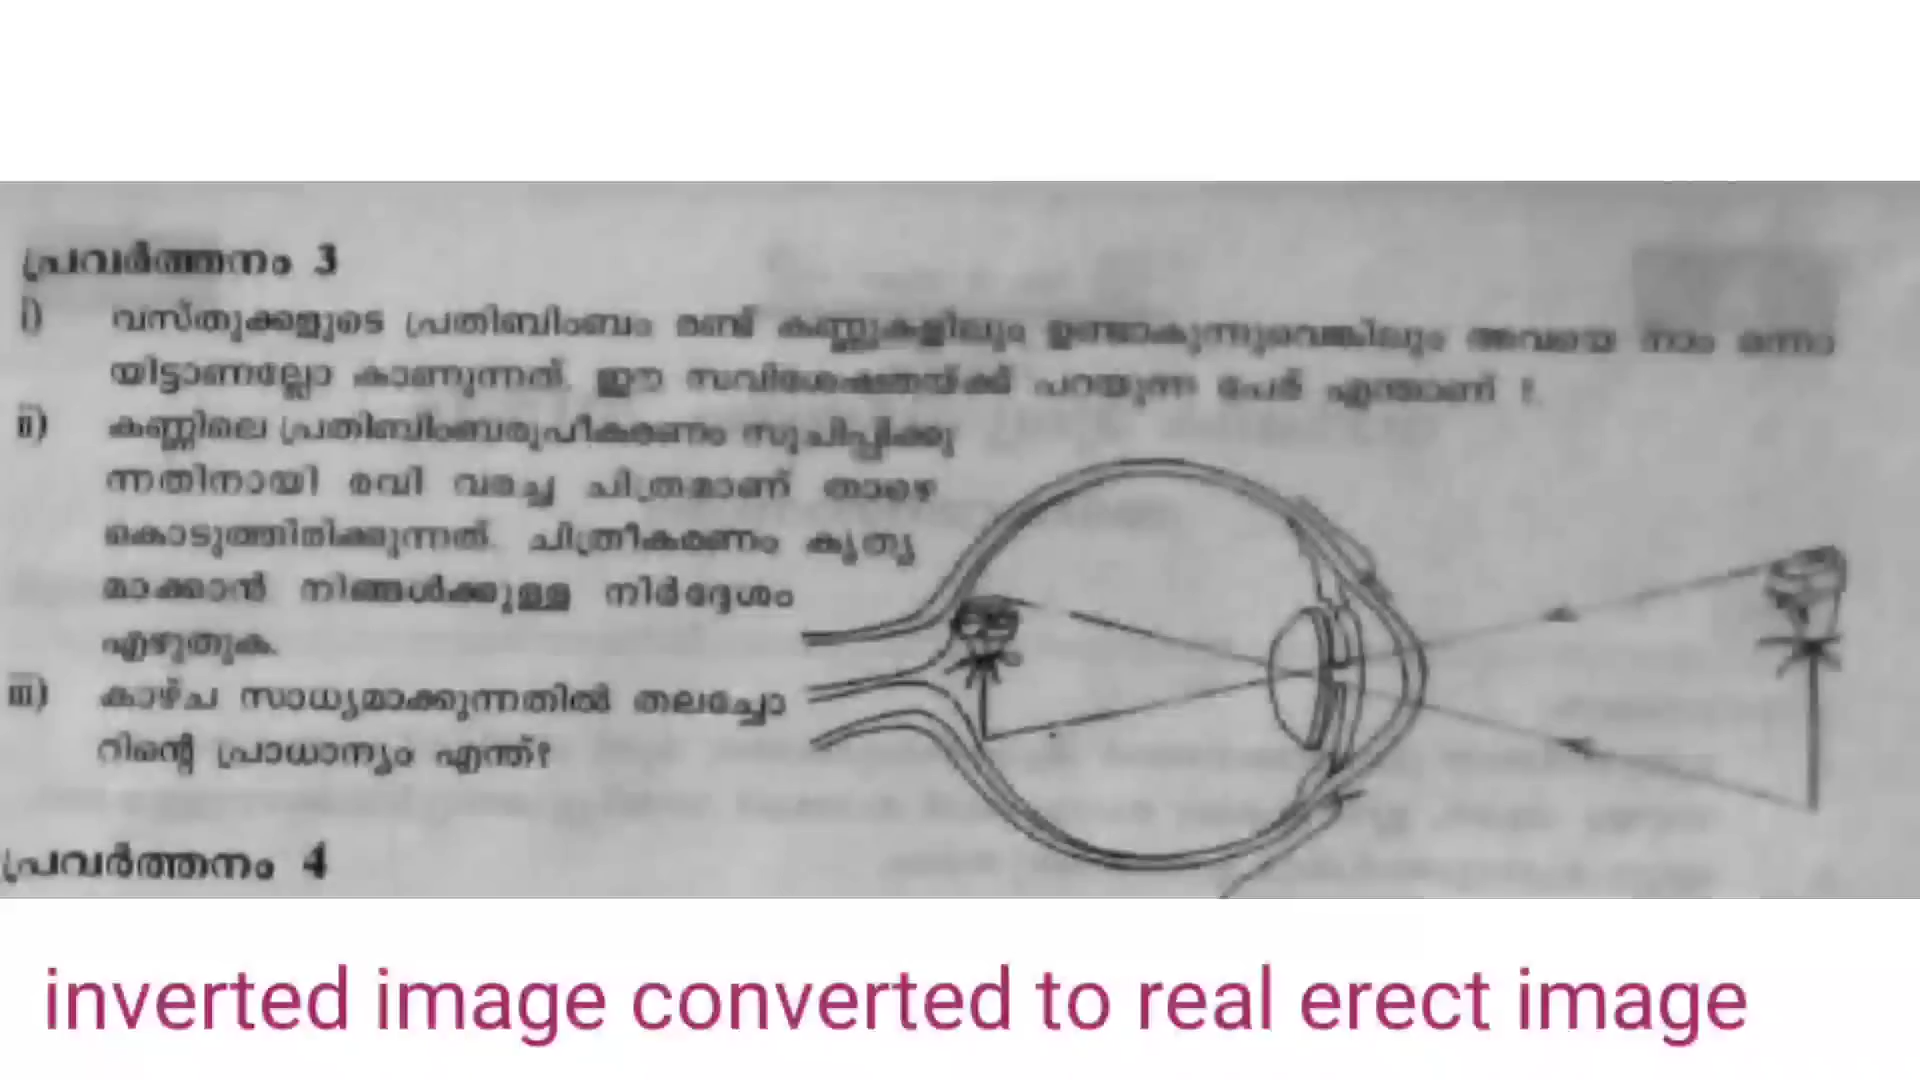 പ്രവർത്തനം 3
i) വസ്തുക്കളുടെ പ്രതിബിംബം രണ്ട് കണ്ണുകളിലും ഉണ്ടാകുന്നുവെങ്കിലും അവയെ നാം ഒന്നാ
യിട്ടാണല്ലോ കാണുന്നത്. ഈ സവിശേഷതയ്ക്ക് പറയുന്ന പേര് എന്താണ് ?
ii) കണ്ണിലെ പ്രതിബിംബരൂപീകരണം സൂചിപ്പിക്കു
ന്നതിനായി രവി വരച്ച ചിത്രമാണ് താഴെ
കൊടുത്തിരിക്കുന്നത്. ചിത്രീകരണം കൃത്യ
മാക്കാൻ നിങ്ങൾക്കുള്ള നിർദ്ദേശം
എഴുതുക.
iii) കാഴ്ച സാധ്യമാക്കുന്നതിൽ തലച്ചോ
റിന്റെ പ്രാധാന്യം എന്ത്?
പ്രവർത്തനം 4
inverted image converted to real erect image